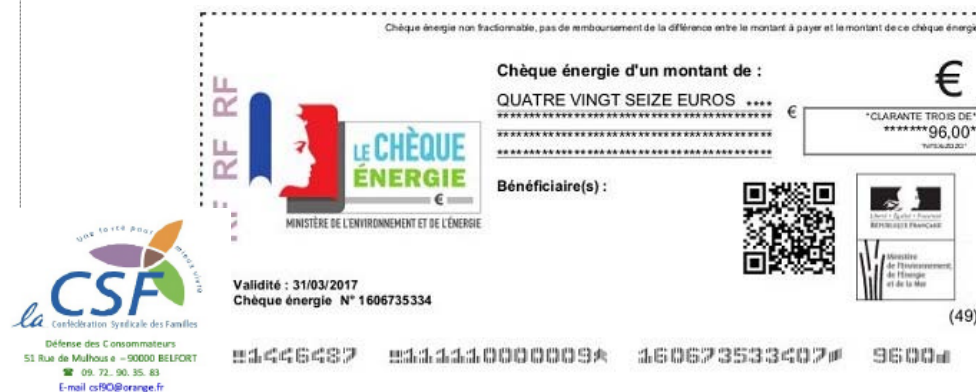 Chèque énergie non fractionnable, pas de remboursement de la différence entre le montant à payer et le montant de ce chèque énergie
RF RF RF RF
LE CHÈQUE
ÉNERGIE
€
MINISTÈRE DE L'ENVIRONNEMENT ET DE L'ÉNERGIE
Chèque énergie d'un montant de :
QUATRE VINGT SEIZE EUROS ****
****************************************
****************************************
****************************************
€
€
*CLARANTE TROIS DE*
*******96,00*
Bénéficiaire(s) :
Liberté • Égalité • Fraternité
RÉPUBLIQUE FRANÇAISE
Ministère
de l'Environnement,
de l'Énergie
et de la Mer
(49)
Validité : 31/03/2017
Chèque énergie N° 1606735334
1446487 111110000009 160673533407 9600
une force pour mieux vivre
la CSF
Confédération Syndicale des Familles
Défense des Consommateurs
51 Rue de Mulhouse – 90000 BELFORT
☎ 09. 72. 90. 35. 83
E-mail csf90@orange.fr